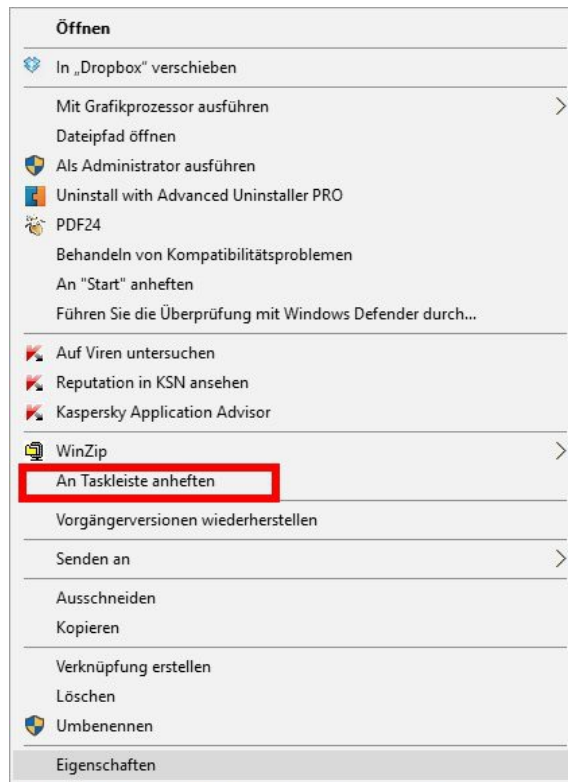 Öffnen
In „Dropbox“ verschieben
Mit Grafikprozessor ausführen
Dateipfad öffnen
Als Administrator ausführen
Uninstall with Advanced Uninstaller PRO
PDF24
Behandeln von Kompatibilitätsproblemen
An "Start" anheften
Führen Sie die Überprüfung mit Windows Defender durch...
Auf Viren untersuchen
Reputation in KSN ansehen
Kaspersky Application Advisor
WinZip
An Taskleiste anheften
Vorgängerversionen wiederherstellen
Senden an
Ausschneiden
Kopieren
Verknüpfung erstellen
Löschen
Umbenennen
Eigenschaften